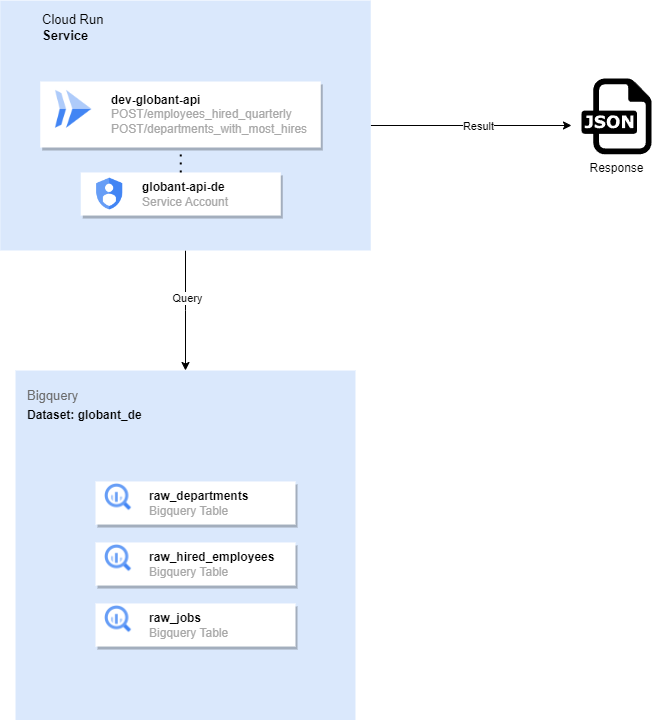 Cloud Run
Service
dev-globant-api
POST/employees_hired_quarterly
POST/departments_with_most_hires
globant-api-de
Service Account
Result
JSON
Response
Query
Bigquery
Dataset: globant_de
raw_departments
Bigquery Table
raw_hired_employees
Bigquery Table
raw_jobs
Bigquery Table